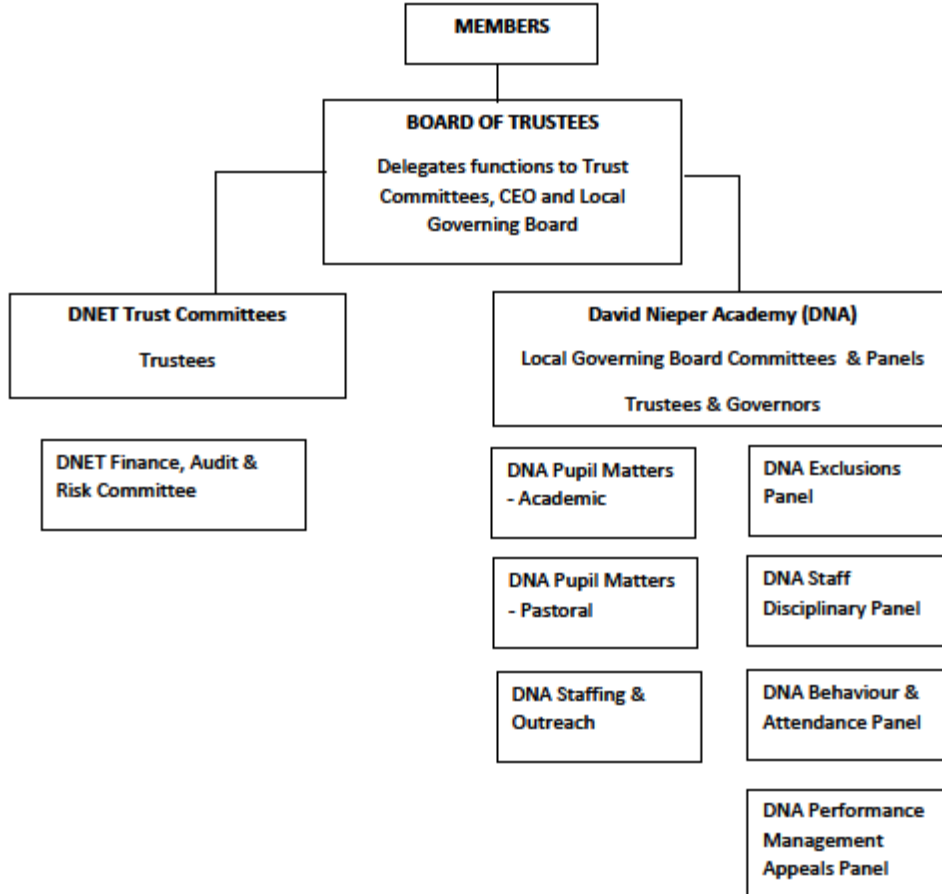 MEMBERS
BOARD OF TRUSTEES
Delegates functions to Trust
Committees, CEO and Local
Governing Board
DNET Trust Committees
Trustees
David Nieper Academy (DNA)
Local Governing Board Committees & Panels
Trustees & Governors
DNET Finance, Audit &
Risk Committee
DNA Pupil Matters
- Academic
DNA Exclusions
Panel
DNA Pupil Matters
- Pastoral
DNA Staff
Disciplinary Panel
DNA Staffing &
Outreach
DNA Behaviour &
Attendance Panel
DNA Performance
Management
Appeals Panel